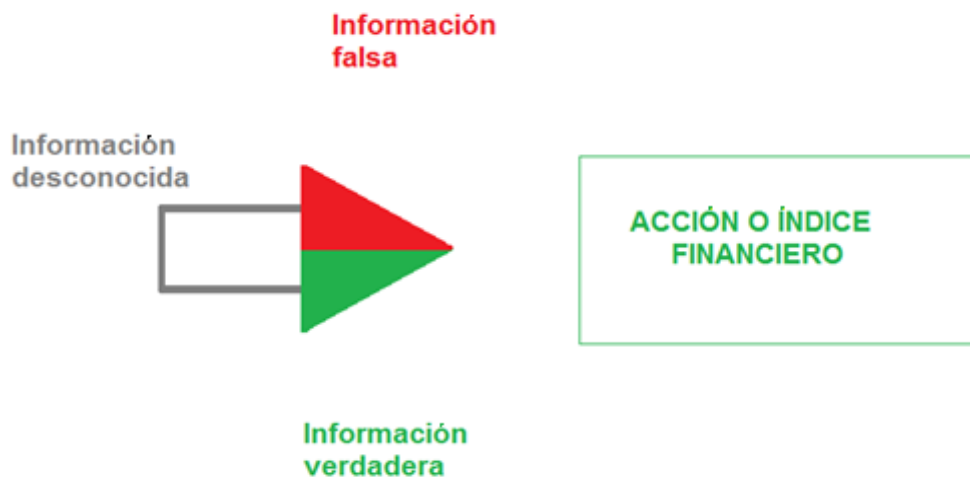 Información
falsa
Información
desconocida
ACCIÓN O ÍNDICE
FINANCIERO
Información
verdadera